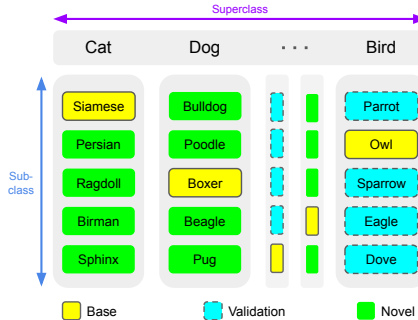 Superclass
Cat Dog · · · Bird
Sub-
class
Siamese Bulldog Parrot
Persian Poodle Owl
Ragdoll Boxer Sparrow
Birman Beagle Eagle
Sphinx Pug Dove
Base Validation Novel